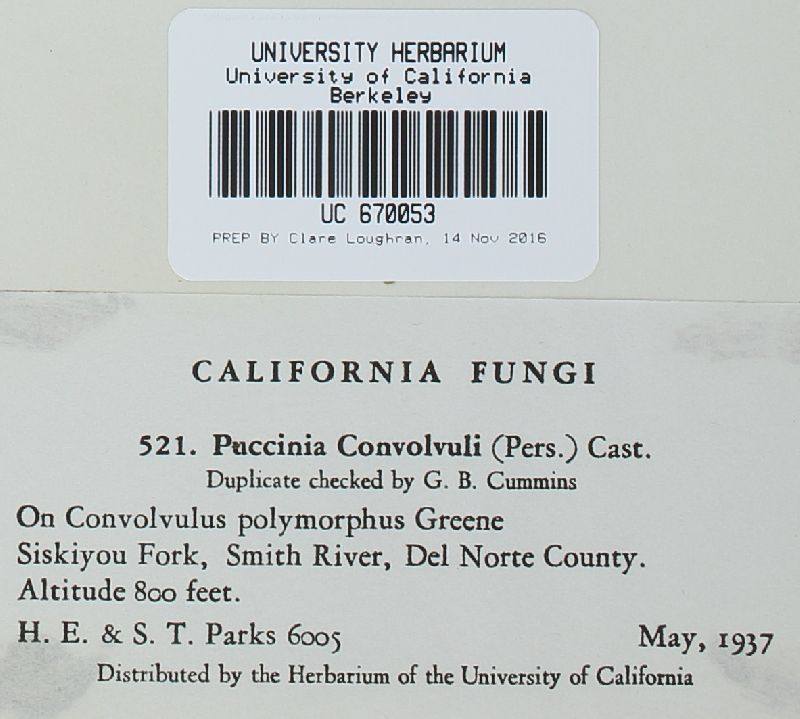 UNIVERSITY HERBARIUM
University of California
Berkeley
UC 670053
PREP BY Clare Loughran, 14 Nov 2016
CALIFORNIA FUNGI
521. Puccinia Convolvuli (Pers.) Cast.
Duplicate checked by G. B. Cummins
On Convolvulus polymorphus Greene
Siskiyou Fork, Smith River, Del Norte County.
Altitude 800 feet.
H. E. & S. T. Parks 6005 May, 1937
Distributed by the Herbarium of the University of California